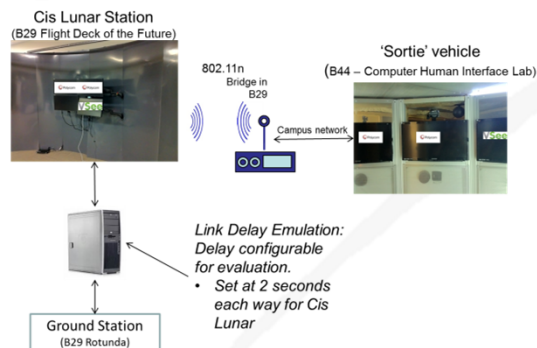 Cis Lunar Station
(B29 Flight Deck of the Future)
'Sortie' vehicle
(B44 – Computer Human Interface Lab)
802.11n
Bridge in
B29
Campus network
VSee
VSee
Link Delay Emulation:
Delay configurable
for evaluation.
• Set at 2 seconds
each way for Cis
Lunar
Ground Station
(B29 Rotunda)